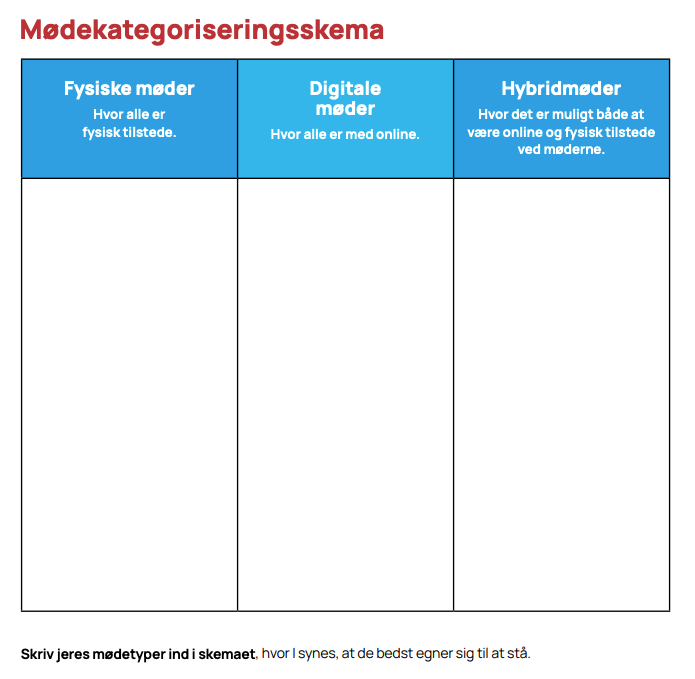 Mødekategoriseringsskema
Fysiske møder
Hvor alle er
fysisk tilstede.
Digitale
møder
Hvor alle er med online.
Hybridmøder
Hvor det er muligt både at
være online og fysisk tilstede
ved møderne.
Skriv jeres mødetyper ind i skemaet, hvor I synes, at de bedst egner sig til at stå.